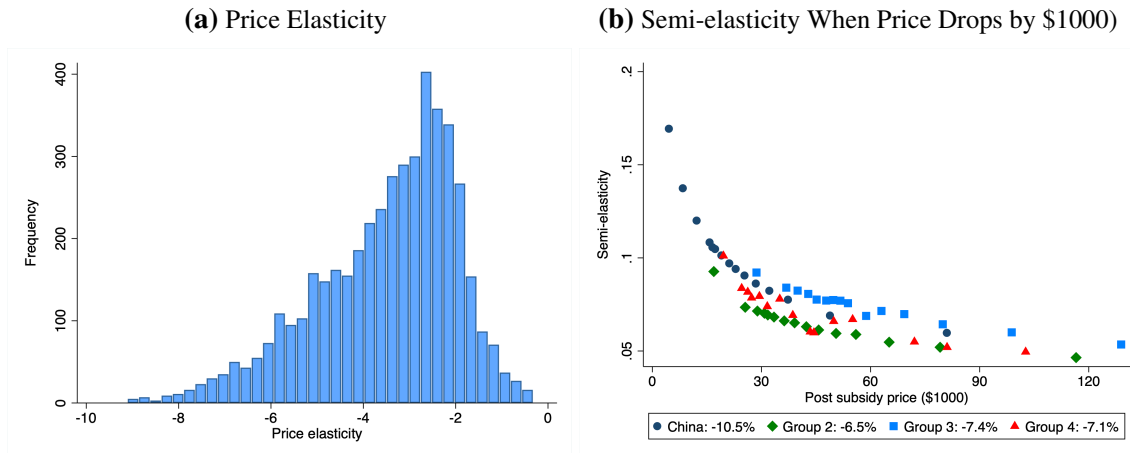 (a) Price Elasticity
(b) Semi-elasticity When Price Drops by $1000)
400
300
200
100
0
Frequency
-10
-8
-6
-4
-2
0
Price elasticity
.2
.15
.1
.05
Semi-elasticity
0
30
60
90
120
Post subsidy price ($1000)
China: -10.5%
Group 2: -6.5%
Group 3: -7.4%
Group 4: -7.1%